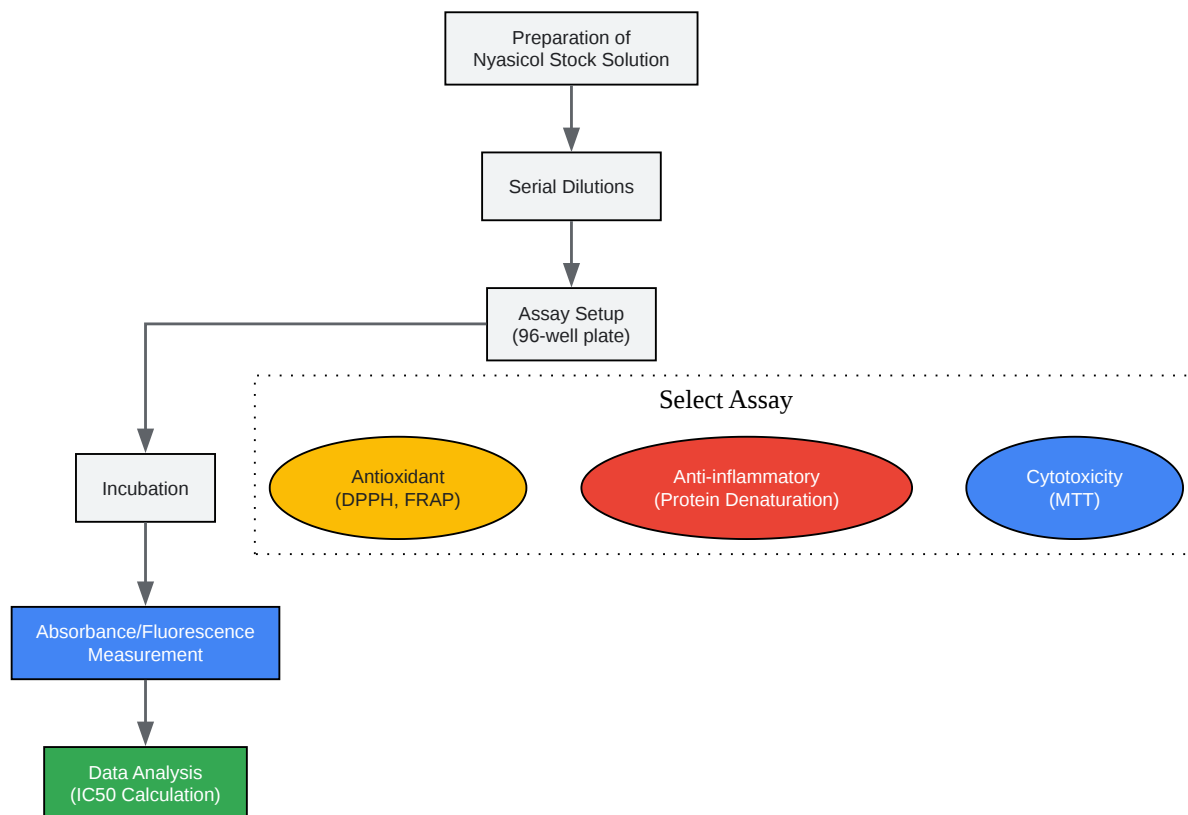 Preparation of
Nyasicol Stock Solution
Serial Dilutions
Assay Setup
(96-well plate)
Select Assay
Incubation
Antioxidant
(DPPH, FRAP)
Anti-inflammatory
(Protein Denaturation)
Cytotoxicity
(MTT)
Absorbance/Fluorescence
Measurement
Data Analysis
(IC50 Calculation)